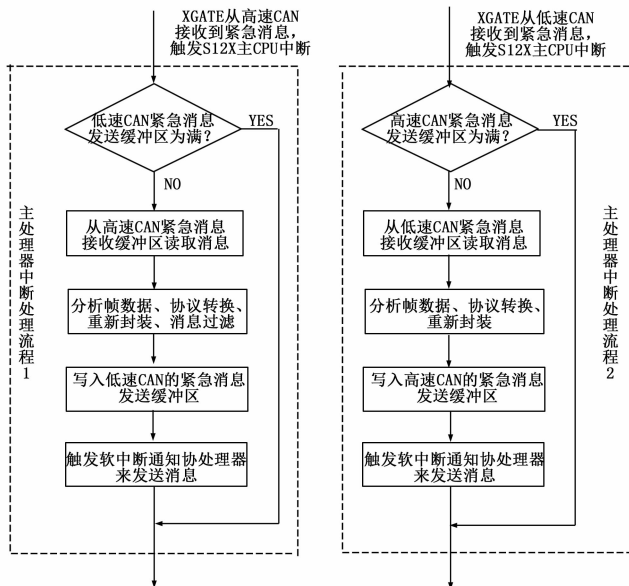 XGATE从高速CAN
接收到紧急消息，
触发S12X主CPU中断
低速CAN紧急消息
发送缓冲区为满？
YES
NO
从高速CAN紧急消息
接收缓冲区读取消息
分析帧数据、协议转换、
重新封装、消息过滤
写入低速CAN的紧急消息
发送缓冲区
触发软中断通知协处理器
来发送消息
主处理器中断处理流程1
XGATE从低速CAN
接收到紧急消息，
触发S12X主CPU中断
高速CAN紧急消息
发送缓冲区为满？
YES
NO
从低速CAN紧急消息
接收缓冲区读取消息
分析帧数据、协议转换、
重新封装
写入高速CAN的紧急消息
发送缓冲区
触发软中断通知协处理器
来发送消息
主处理器中断处理流程2